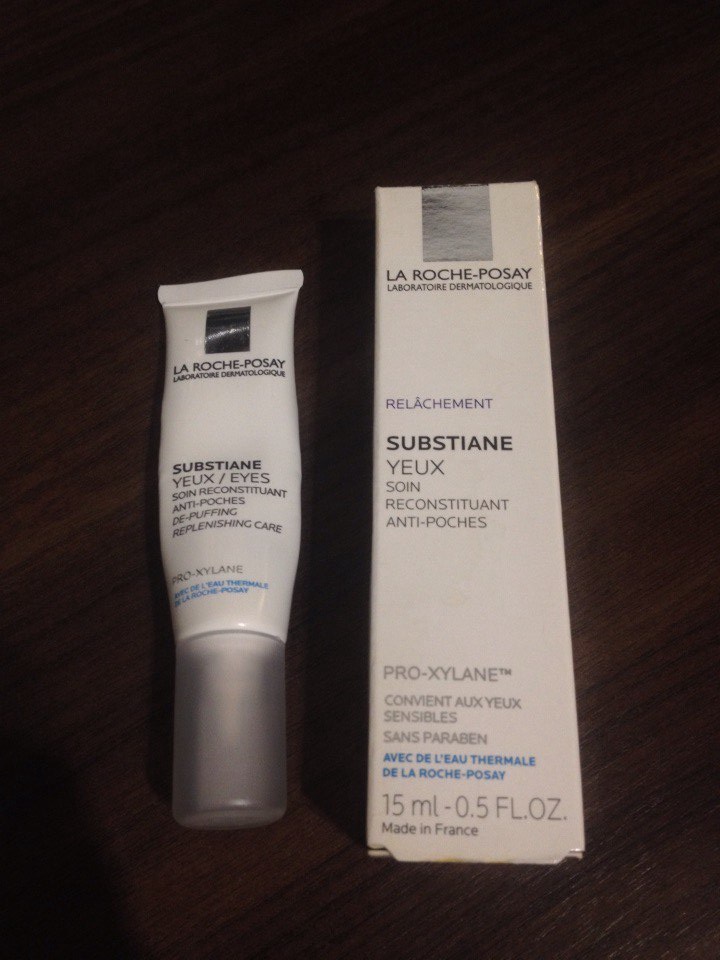 LA ROCHE-POSAY
LABORATOIRE DERMATOLOGIQUE
SUBSTIANE
YEUX / EYES
SOIN RECONSTITUANT
ANTI-POCHES
DE-PUFFING
REPLENISHING CARE
PRO-XYLANE
AVEC DE L'EAU THERMALE
DE LA ROCHE-POSAY
LA ROCHE-POSAY
LABORATOIRE DERMATOLOGIQUE
RELÂCHEMENT
SUBSTIANE
YEUX
SOIN
RECONSTITUANT
ANTI-POCHES
PRO-XYLANE™
CONVIENT AUX YEUX
SENSIBLES
SANS PARABEN
AVEC DE L'EAU THERMALE
DE LA ROCHE-POSAY
15 ml - 0.5 FL.OZ.
Made in France